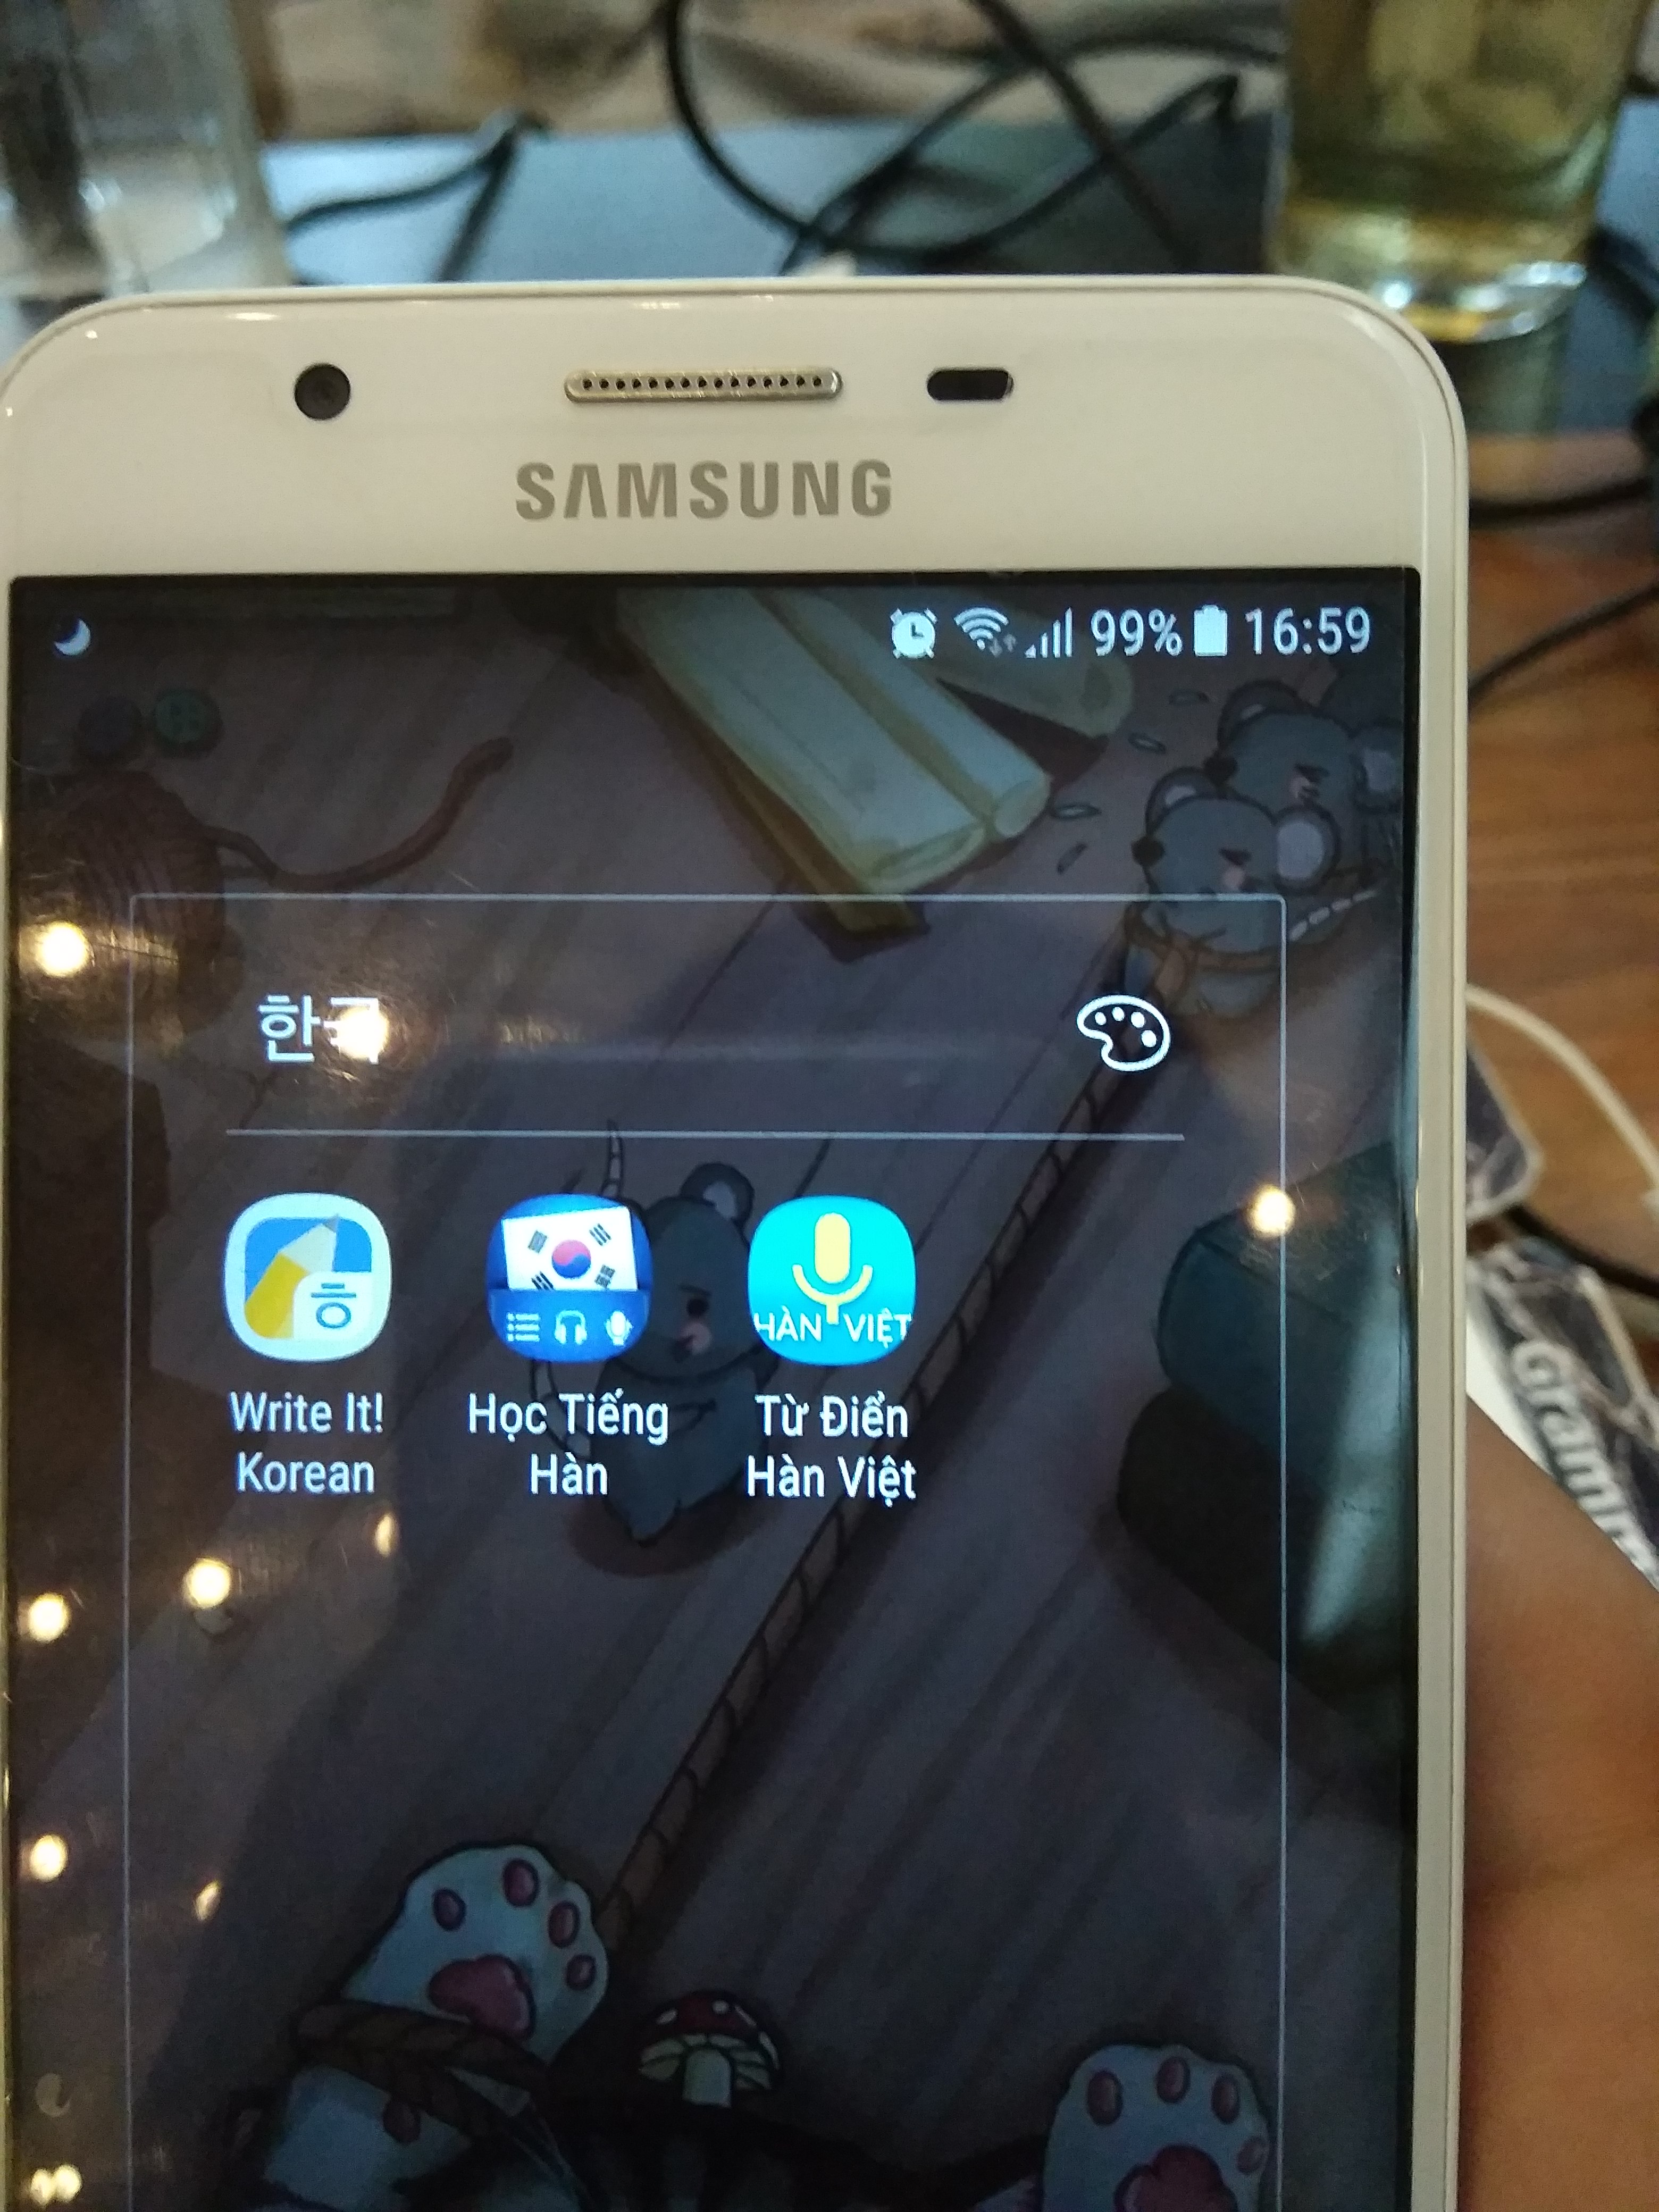 SAMSUNG
99% 16:59
한국
HÀN VIỆT
Write It!
Korean
Học Tiếng
Hàn
Từ Điển
Hàn Việt